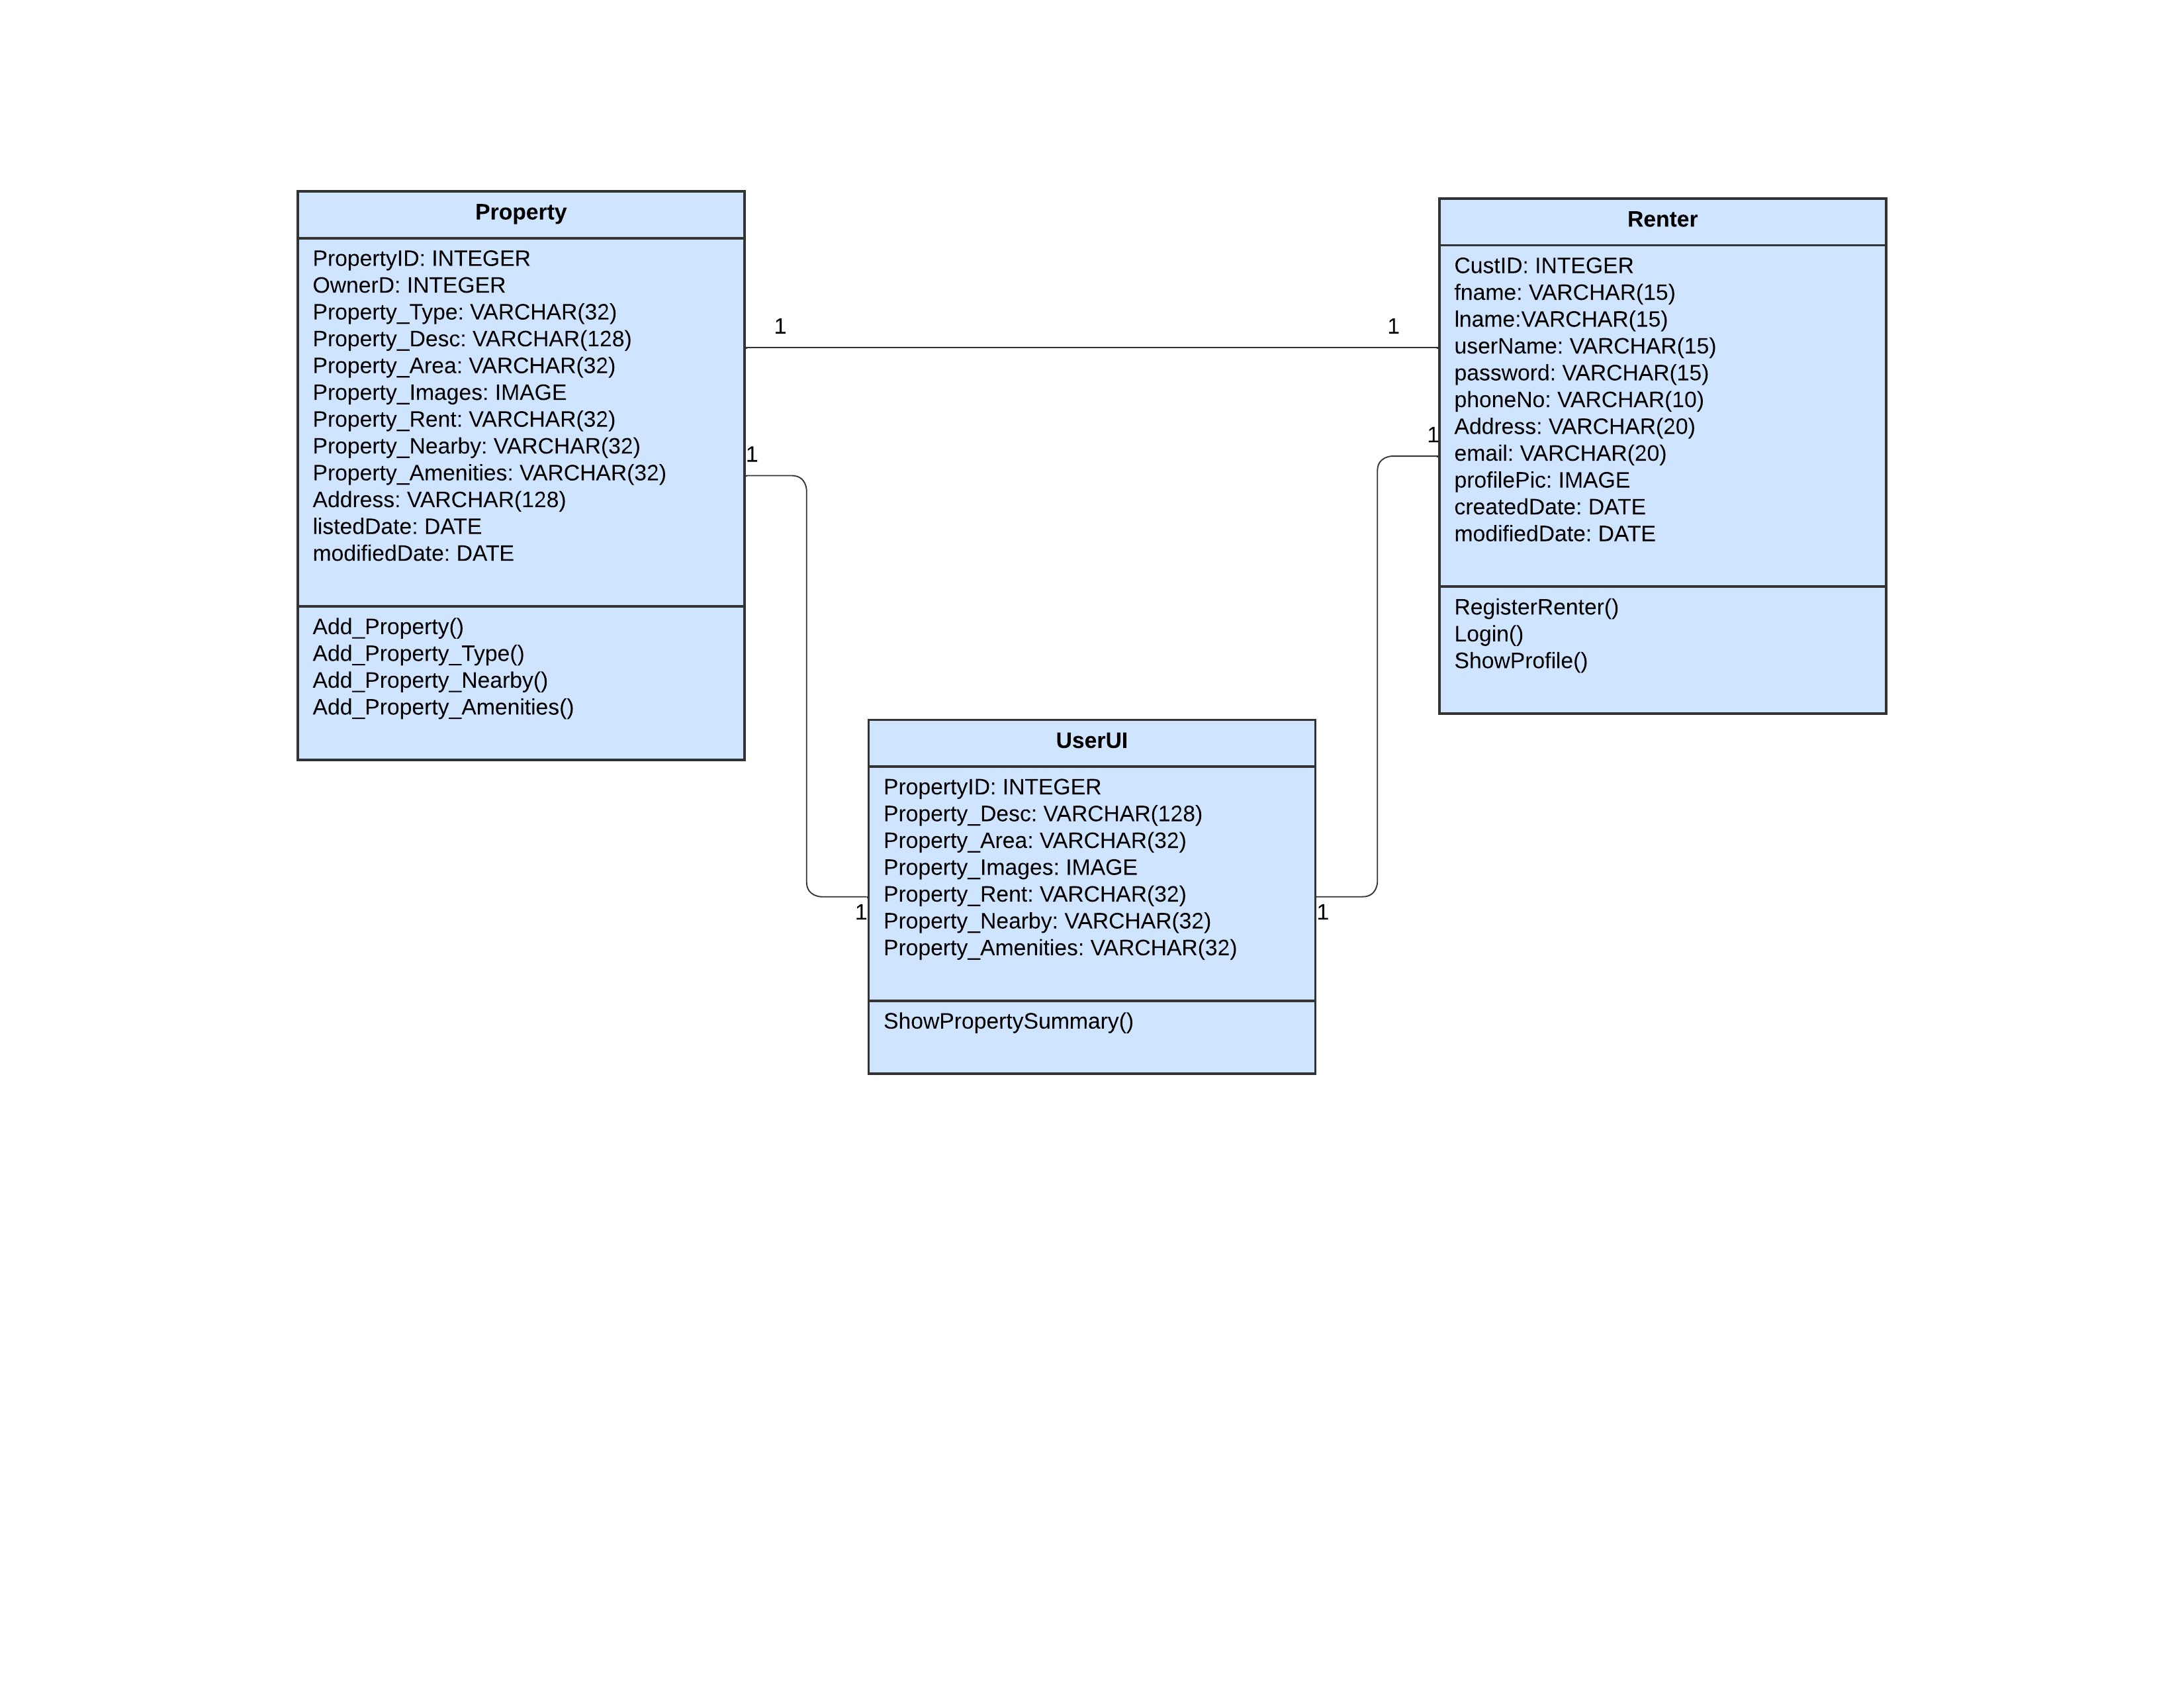 Property
PropertyID: INTEGER
OwnerD: INTEGER
Property_Type: VARCHAR(32)
Property_Desc: VARCHAR(128)
Property_Area: VARCHAR(32)
Property_Images: IMAGE
Property_Rent: VARCHAR(32)
Property_Nearby: VARCHAR(32)
Property_Amenities: VARCHAR(32)
Address: VARCHAR(128)
listedDate: DATE
modifiedDate: DATE
Add_Property()
Add_Property_Type()
Add_Property_Nearby()
Add_Property_Amenities()
1
1
1
1
Renter
CustID: INTEGER
fname: VARCHAR(15)
lname:VARCHAR(15)
userName: VARCHAR(15)
password: VARCHAR(15)
phoneNo: VARCHAR(10)
Address: VARCHAR(20)
email: VARCHAR(20)
profilePic: IMAGE
createdDate: DATE
modifiedDate: DATE
RegisterRenter()
Login()
ShowProfile()
UserUI
PropertyID: INTEGER
Property_Desc: VARCHAR(128)
Property_Area: VARCHAR(32)
Property_Images: IMAGE
Property_Rent: VARCHAR(32)
Property_Nearby: VARCHAR(32)
Property_Amenities: VARCHAR(32)
ShowPropertySummary()
1
1